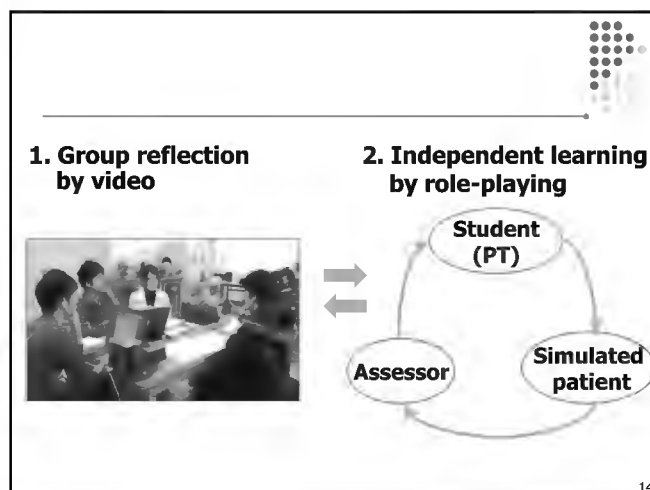 1. Group reflection
by video
2. Independent learning
by role-playing
Student
(PT)
Assessor
Simulated
patient
14